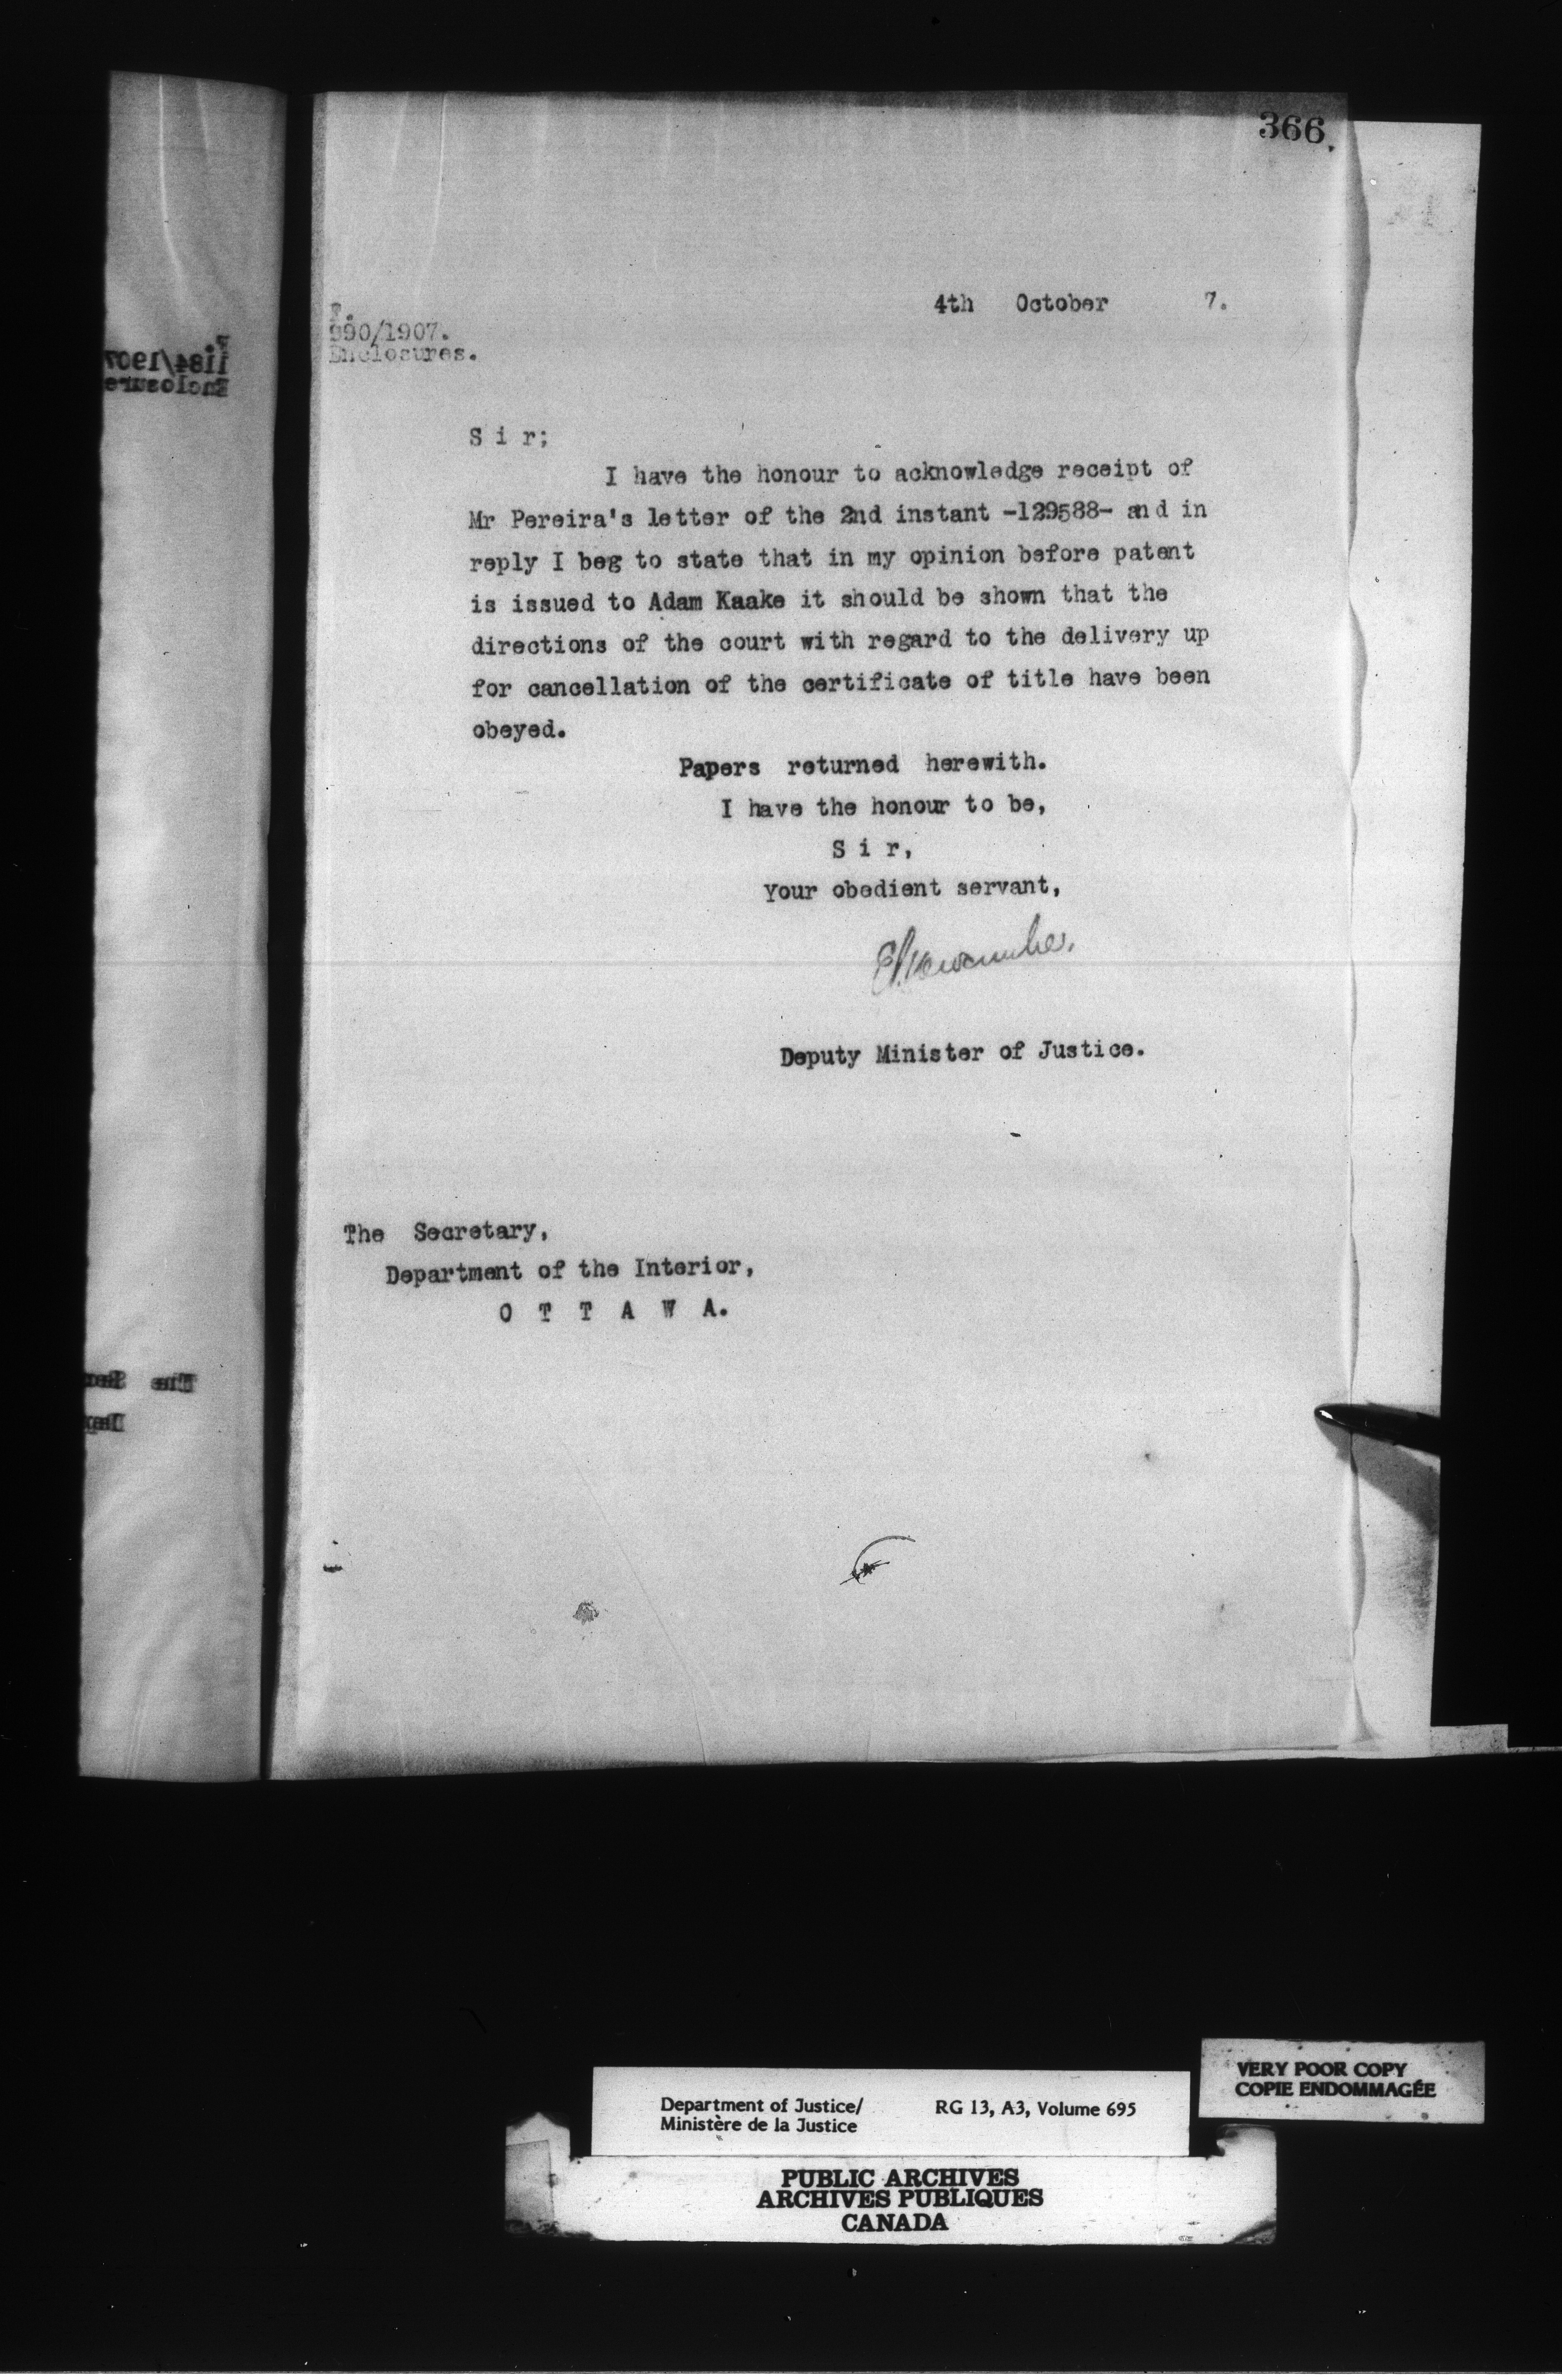 366.
4th October 7.
990/1907.
Enclosures.
S i r;
I have the honour to acknowledge receipt of
Mr Pereira's letter of the 2nd instant -129588- and in
reply I beg to state that in my opinion before patent
is issued to Adam Kaake it should be shown that the
directions of the court with regard to the delivery up
for cancellation of the certificate of title have been
obeyed.
Papers returned herewith.
I have the honour to be,
S i r,
Your obedient servant,
E. Newcombe.
Deputy Minister of Justice.
The Secretary,
Department of the Interior,
O T T A W A.
VERY POOR COPY
COPIE ENDOMMAGÉE
Department of Justice/ RG 13, A3, Volume 695
Ministère de la Justice
PUBLIC ARCHIVES
ARCHIVES PUBLIQUES
CANADA